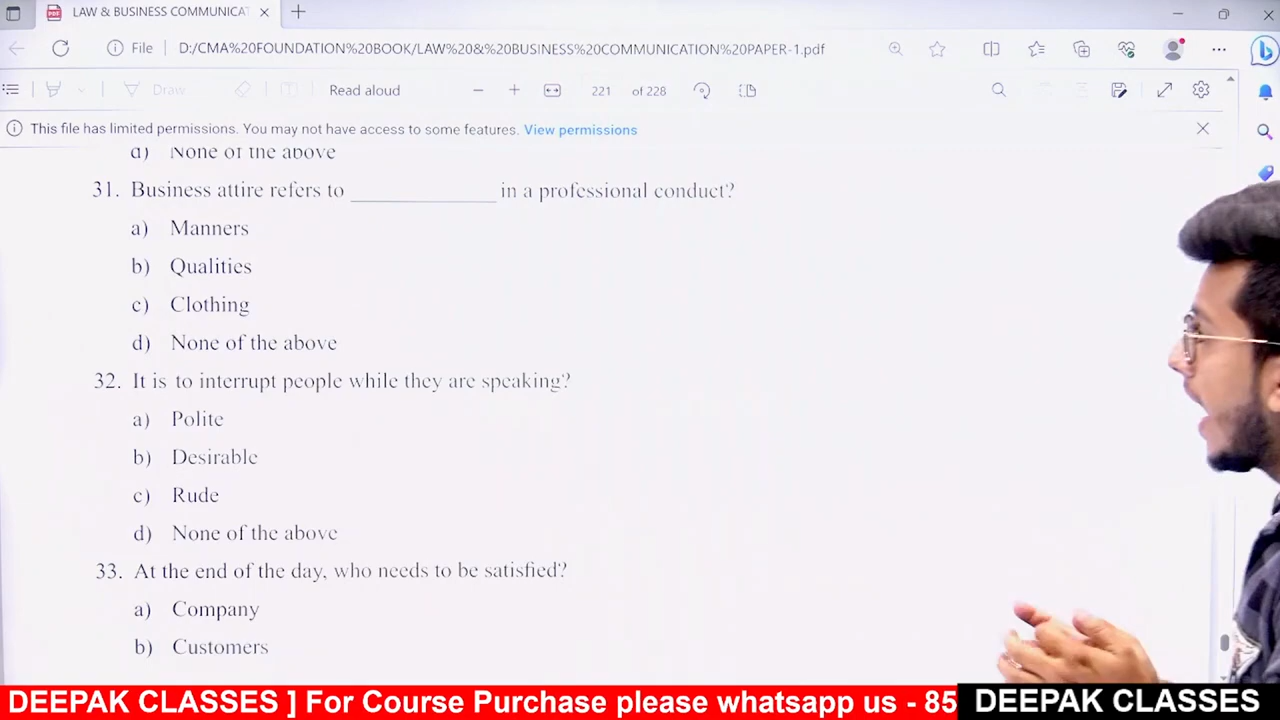 LAW & BUSINESS COMMUNICAT
File D:/CMA%20FOUNDATION%20BOOK/LAW%20&%20BUSINESS%20COMMUNICATION%20PAPER-1.pdf
Draw Read aloud 221 of 228
This file has limited permissions. You may not have access to some features. View permissions
d) None of the above
31. Business attire refers to ____________ in a professional conduct?
a) Manners
b) Qualities
c) Clothing
d) None of the above
32. It is to interrupt people while they are speaking?
a) Polite
b) Desirable
c) Rude
d) None of the above
33. At the end of the day, who needs to be satisfied?
a) Company
b) Customers
DEEPAK CLASSES ] For Course Purchase please whatsapp us - 85 DEEPAK CLASSES